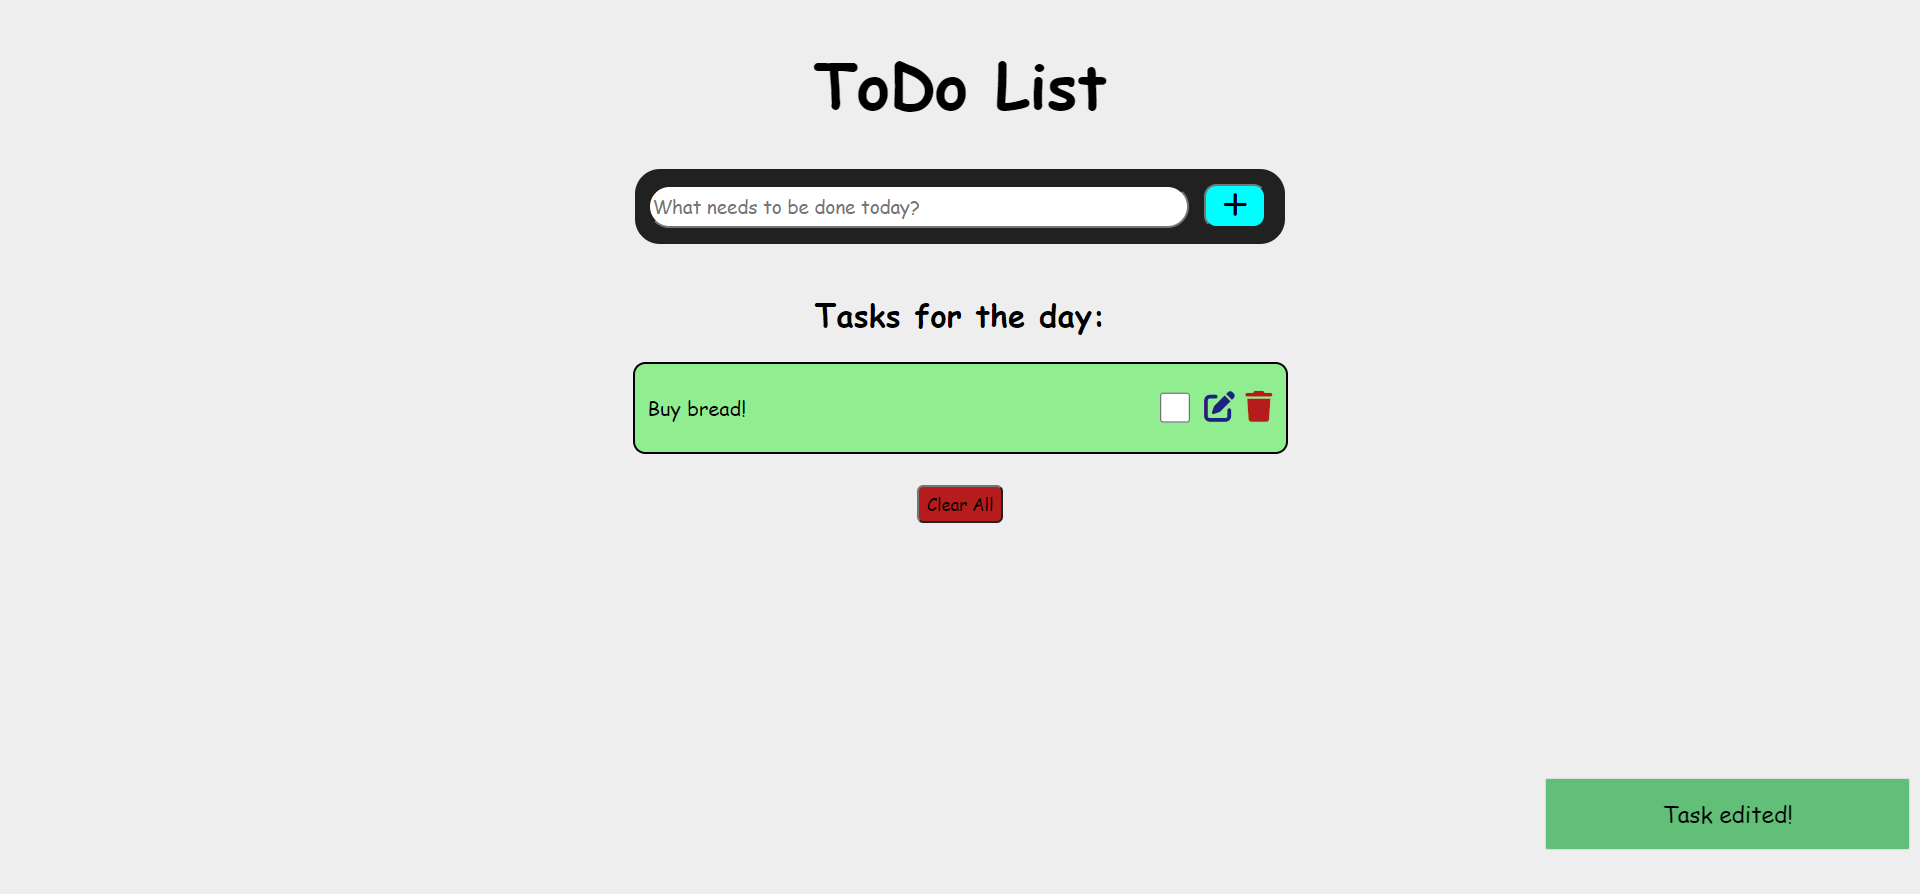 ToDo List
What needs to be done today?
Tasks for the day:
Buy bread!
Clear All
Task edited!